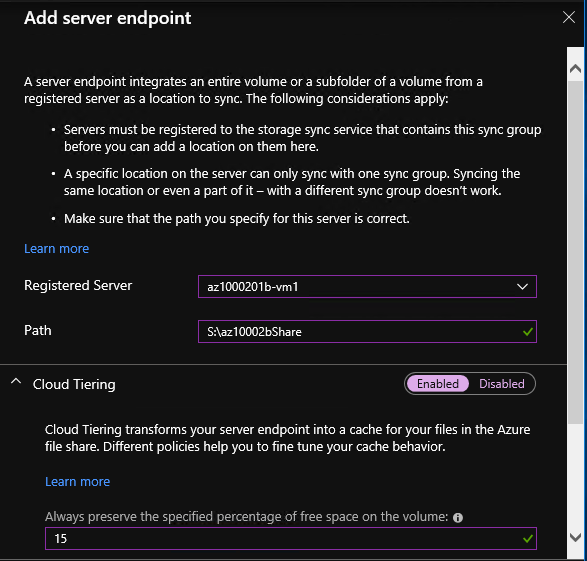 Add server endpoint
A server endpoint integrates an entire volume or a subfolder of a volume from a
registered server as a location to sync. The following considerations apply:
• Servers must be registered to the storage sync service that contains this sync group
before you can add a location on them here.
• A specific location on the server can only sync with one sync group. Syncing the
same location or even a part of it – with a different sync group doesn't work.
• Make sure that the path you specify for this server is correct.
Learn more
Registered Server
az1000201b-vm1
Path
S:\az10002bShare
Cloud Tiering
Enabled
Disabled
Cloud Tiering transforms your server endpoint into a cache for your files in the Azure
file share. Different policies help you to fine tune your cache behavior.
Learn more
Always preserve the specified percentage of free space on the volume:
15